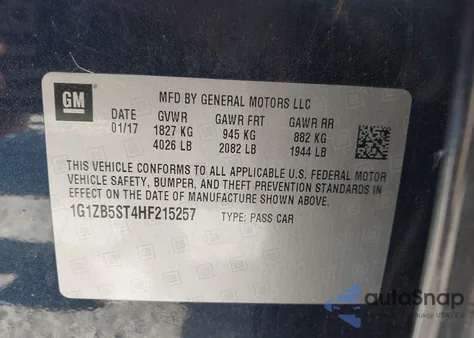 GM
MFD BY GENERAL MOTORS LLC
DATE GVWR GAWR FRT GAWR RR
01/17 1827 KG 945 KG 882 KG
4026 LB 2082 LB 1944 LB
THIS VEHICLE CONFORMS TO ALL APPLICABLE U.S. FEDERAL MOTOR
VEHICLE SAFETY, BUMPER, AND THEFT PREVENTION STANDARDS IN
EFFECT ON THE DATE OF MANUFACTURE SHOWN ABOVE.
1G1ZB5ST4HF215257 TYPE: PASS CAR
autoSnap